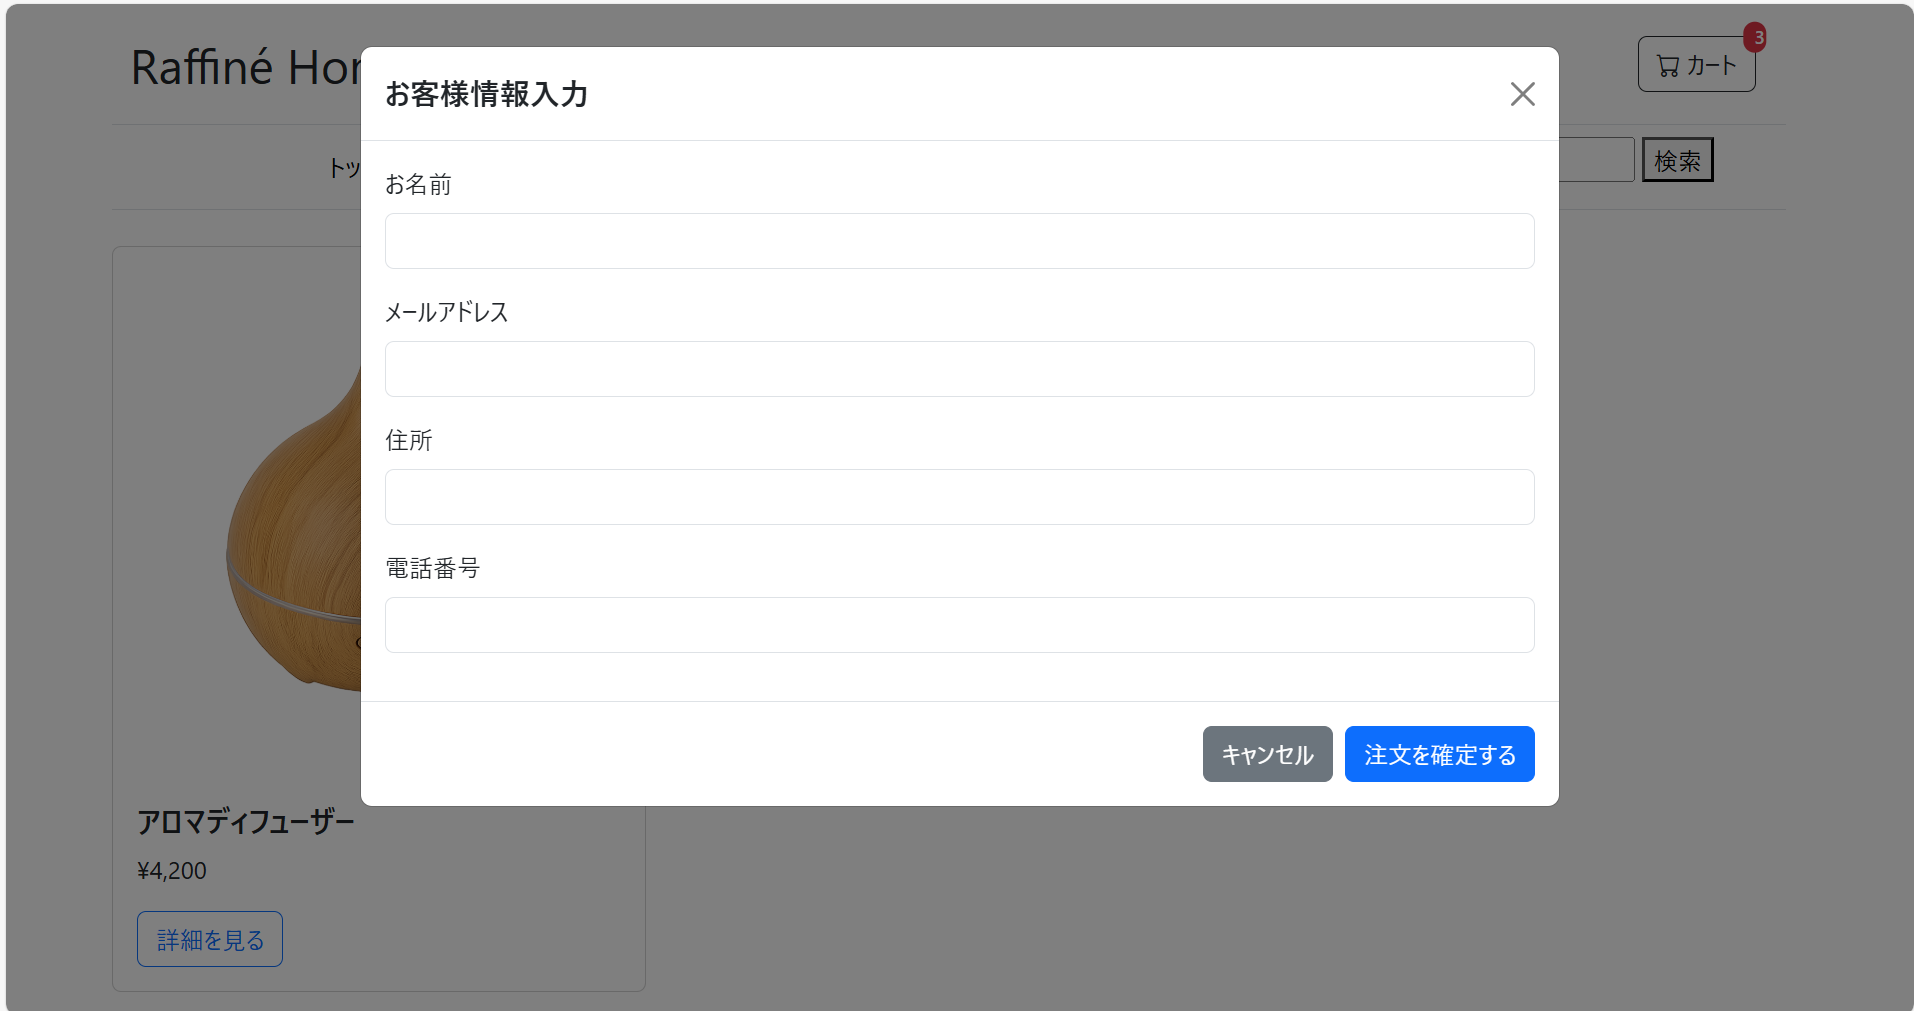 Raffiné Hor
カート
3
お客様情報入力
トッ
検索
お名前
メールアドレス
住所
電話番号
キャンセル
注文を確定する
アロマディフューザー
¥4,200
詳細を見る